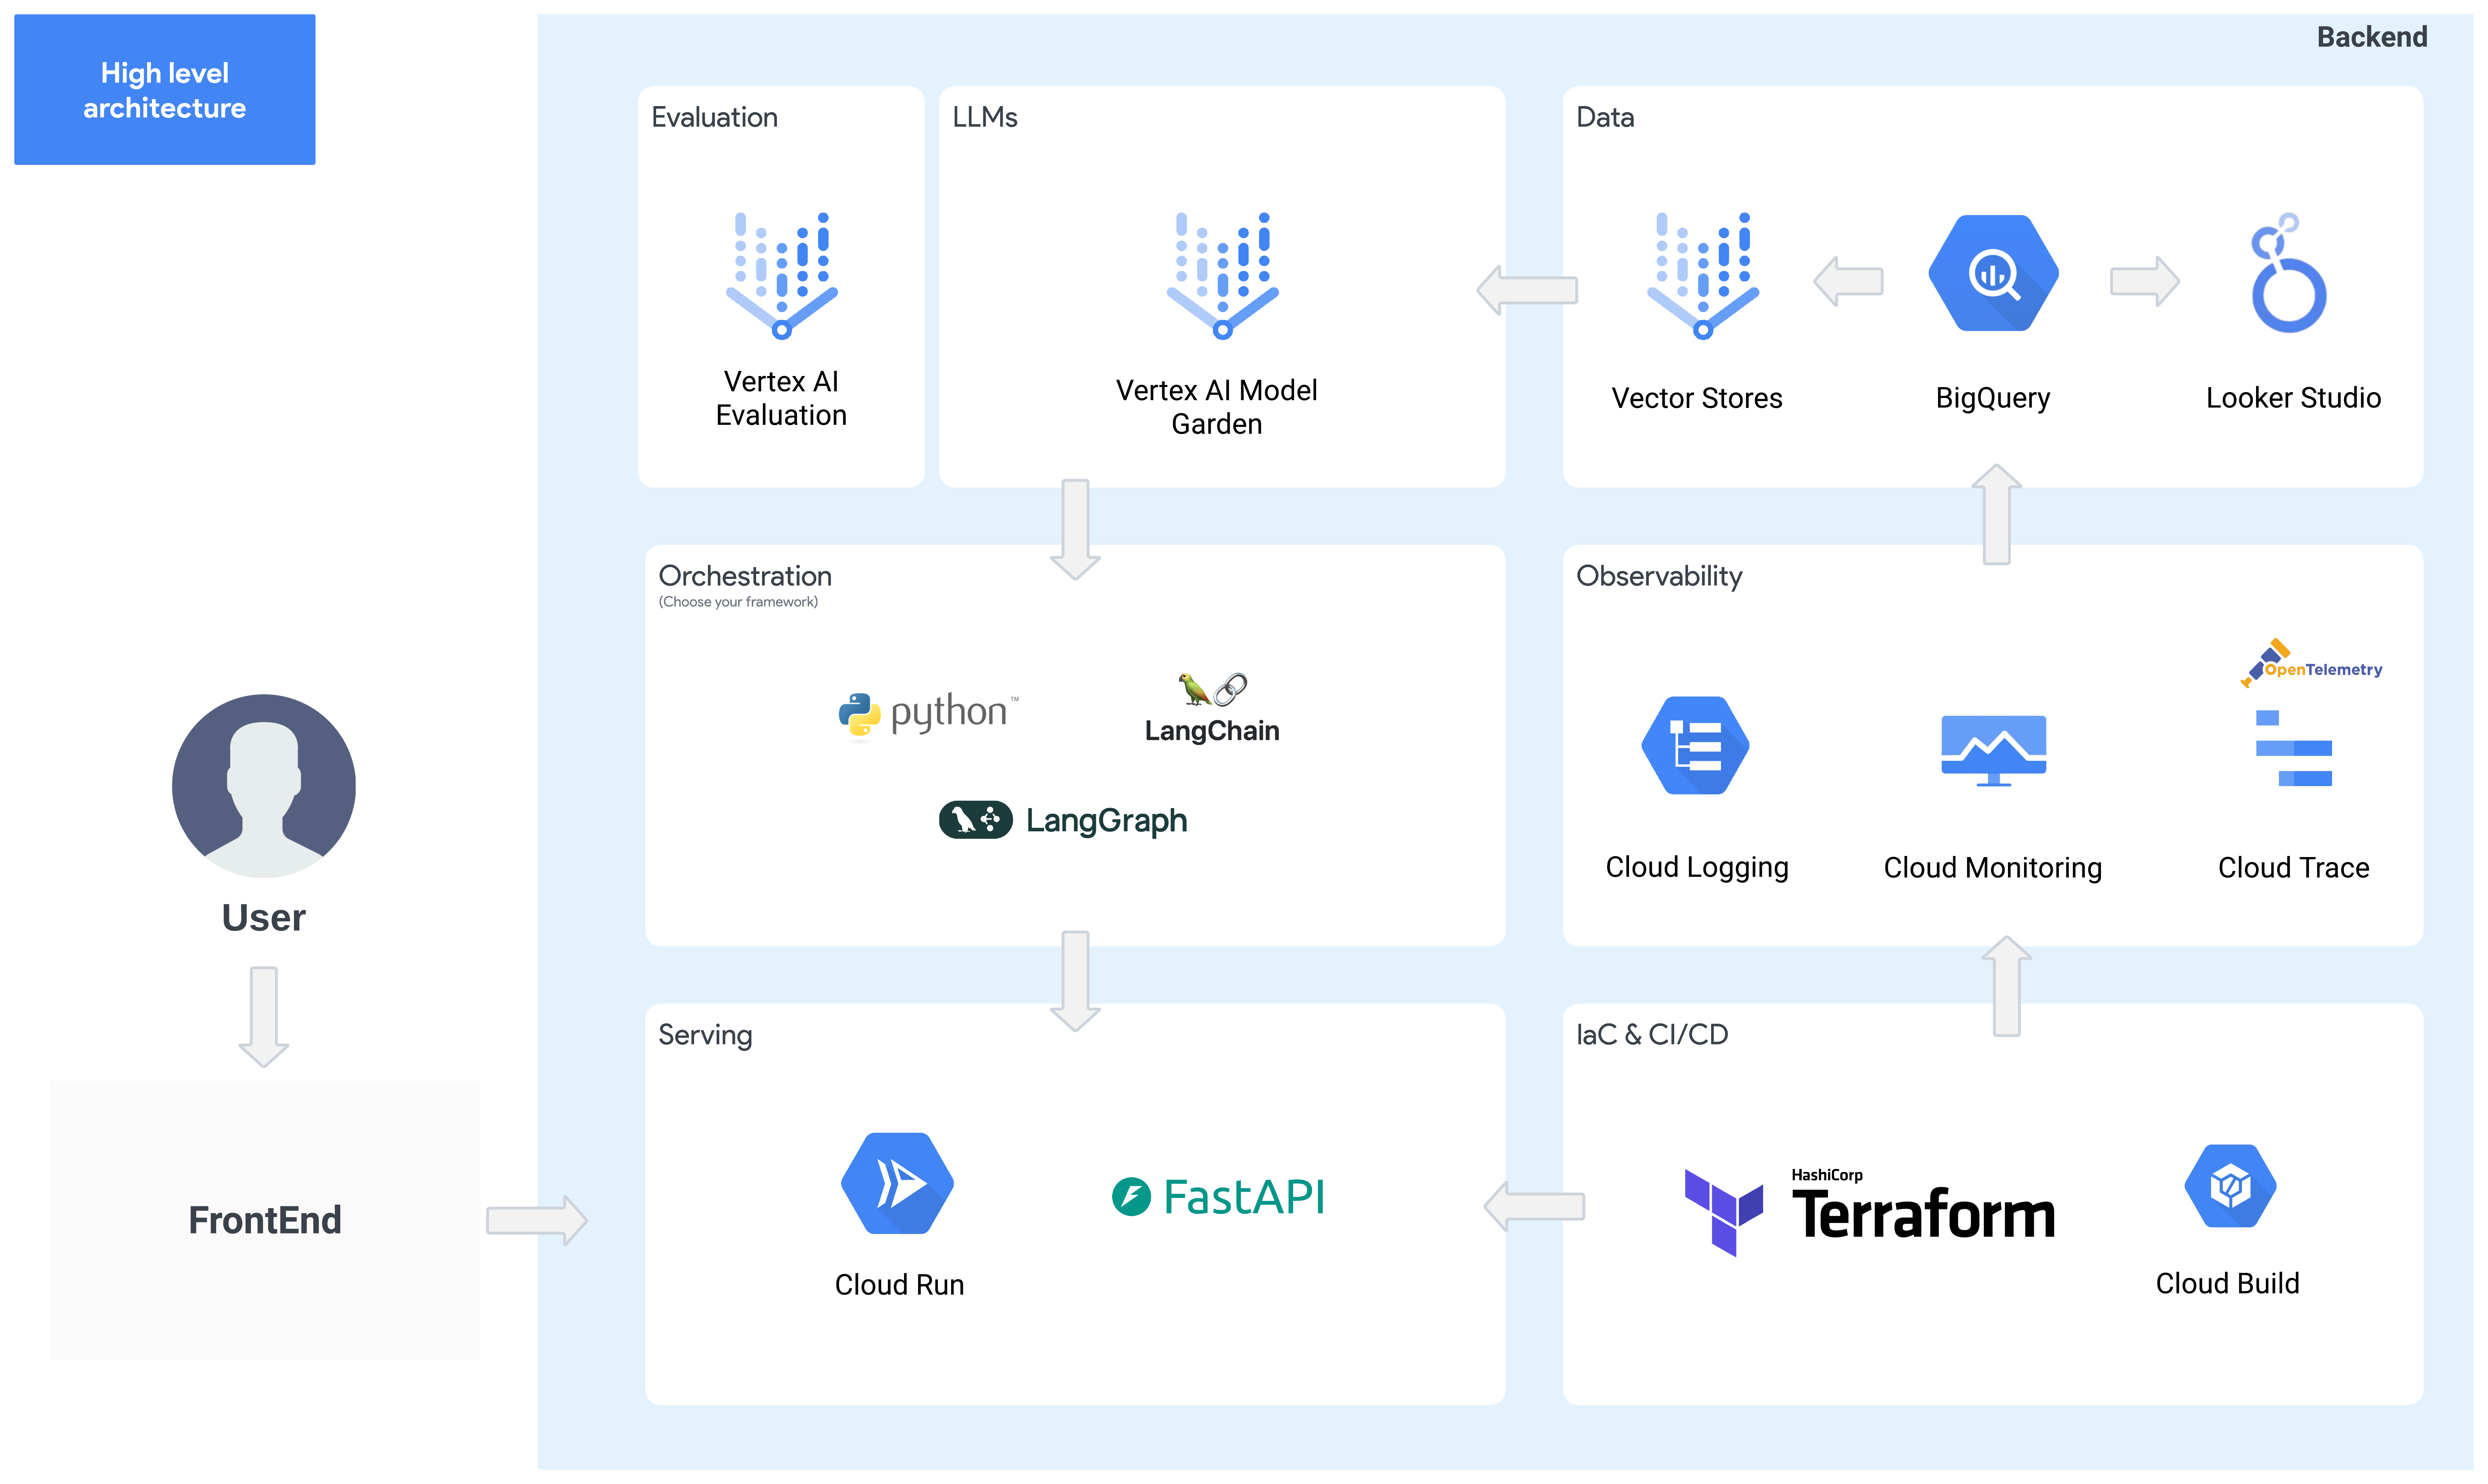 High level
architecture
Backend
Evaluation
Vertex AI
Evaluation
LLMs
Vertex AI Model
Garden
Data
Vector Stores
BigQuery
Looker Studio
Orchestration
(Choose your framework)
python™
LangChain
LangGraph
Observability
OpenTelemetry
Cloud Logging
Cloud Monitoring
Cloud Trace
User
FrontEnd
Serving
Cloud Run
FastAPI
IaC & CI/CD
HashiCorp
Terraform
Cloud Build